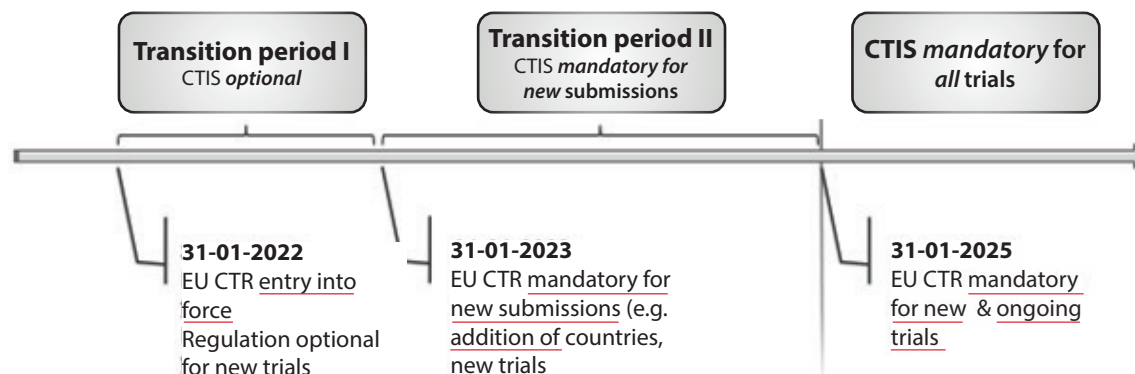 Transition period I
CTIS optional
Transition period II
CTIS mandatory for
new submissions
CTIS mandatory for
all trials
31-01-2022
EU CTR entry into
force
Regulation optional
for new trials
31-01-2023
EU CTR mandatory for
new submissions (e.g.
addition of countries,
new trials
31-01-2025
EU CTR mandatory
for new & ongoing
trials